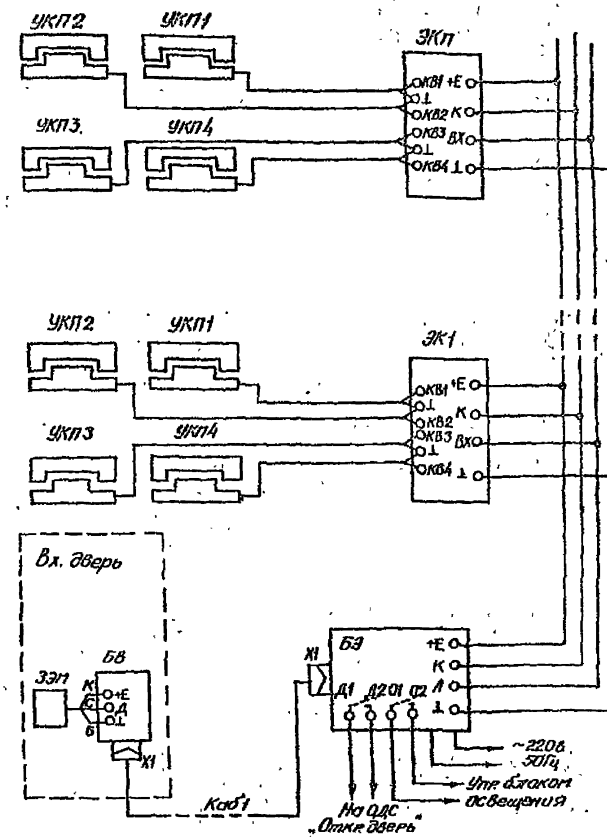 УКП2 УКП1 ЭКП
КВ1 +Е
⊥
КВ2 К
УКП3 УКП4
КВ3 ВХ
⊥
КВ4 ⊥
УКП2 УКП1 ЭК1
КВ1 +Е
⊥ К
КВ2
УКП3 УКП4
КВ3 ВХ
⊥
КВ4 ⊥
Вх. дверь
Х1 БЭ +Е
К
ЗЭП БВ
К +Е
С Д
Б ⊥
Л
Д1 Д2 О1 О2 ⊥
Х1
~220в
50Гц
Каб1
Упр. блоком
освещения
На ОДС
„Откр. дверь"